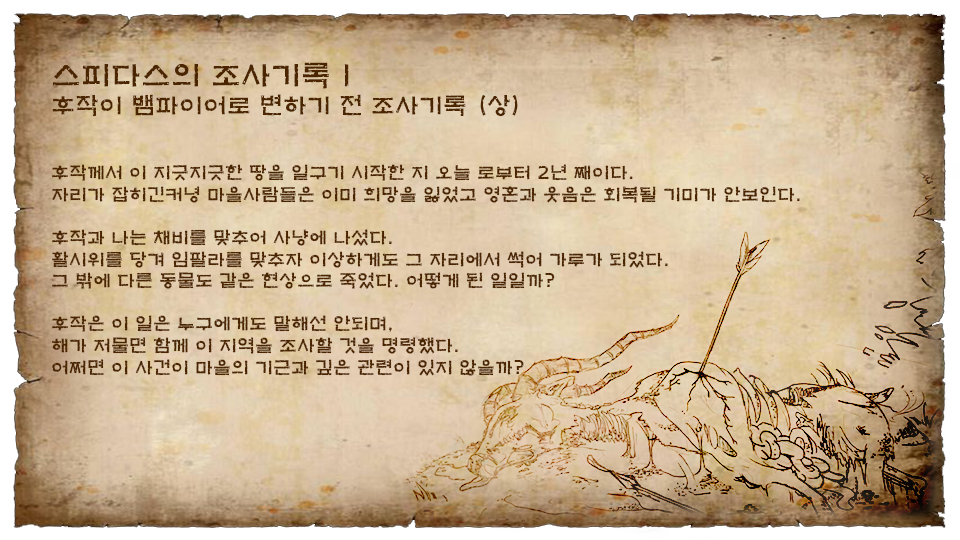 스피다스의 조사기록 I
후작이 뱀파이어로 변하기 전 조사기록 (상)
후작께서 이 지긋지긋한 땅을 일구기 시작한 지 오늘 로부터 2년 째이다.
자리가 잡히긴커녕 마을사람들은 이미 희망을 잃었고 영혼과 웃음은 회복될 기미가 안보인다.
후작과 나는 채비를 맞추어 사냥에 나섰다.
활시위를 당겨 임팔라를 맞추자 이상하게도 그 자리에서 썩어 가루가 되었다.
그 밖에 다른 동물도 같은 현상으로 죽었다. 어떻게 된 일일까?
후작은 이 일은 누구에게도 말해선 안되며,
해가 저물면 함께 이 지역을 조사할 것을 명령했다.
어쩌면 이 사건이 마을의 기근과 깊은 관련이 있지 않을까?